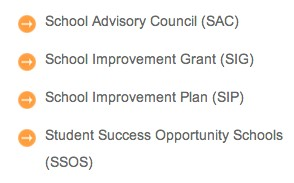 School Advisory Council (SAC)
School Improvement Grant (SIG)
School Improvement Plan (SIP)
Student Success Opportunity Schools
(SSOS)